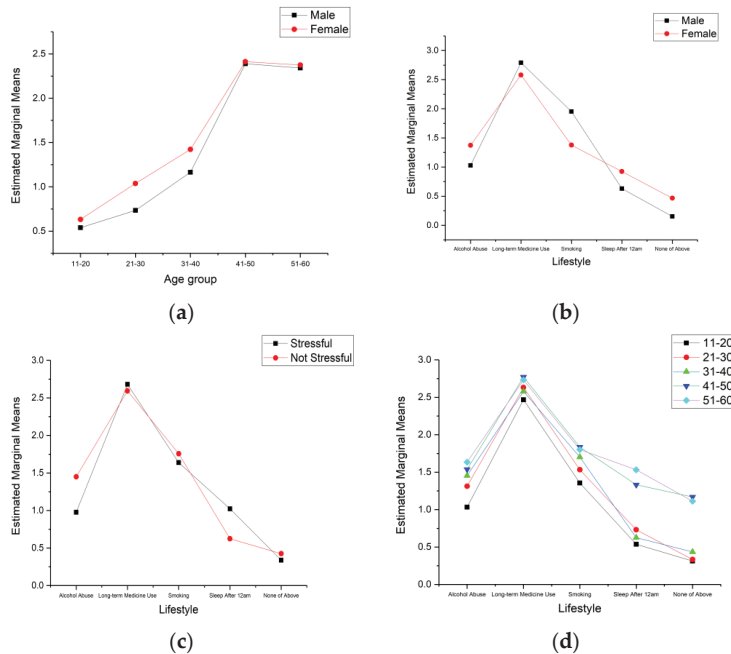 Male
Female
Estimated Marginal Means
2.5
2.0
1.5
1.0
0.5
11-20 21-30 31-40 41-50 51-60
Age group
(a)
Male
Female
Estimated Marginal Means
3.0
2.5
2.0
1.5
1.0
0.5
0.0
Alcohol Abuse Long-term Medicine Use Smoking Sleep After 12am None of Above
Lifestyle
(b)
Stressful
Not Stressful
Estimated Marginal Means
3.0
2.5
2.0
1.5
1.0
0.5
0.0
Alcohol Abuse Long-term Medicine Use Smoking Sleep After 12am None of Above
Lifestyle
(c)
11-20
21-30
31-40
41-50
51-60
Estimated Marginal Means
3.0
2.5
2.0
1.5
1.0
0.5
0.0
Alcohol Abuse Long-term Medicine Use Smoking Sleep After 12am None of Above
Lifestyle
(d)